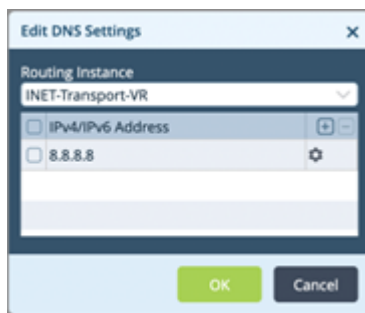 Edit DNS Settings
Routing Instance
INET-Transport-VR
IPv4/IPv6 Address
8.8.8.8
OK
Cancel